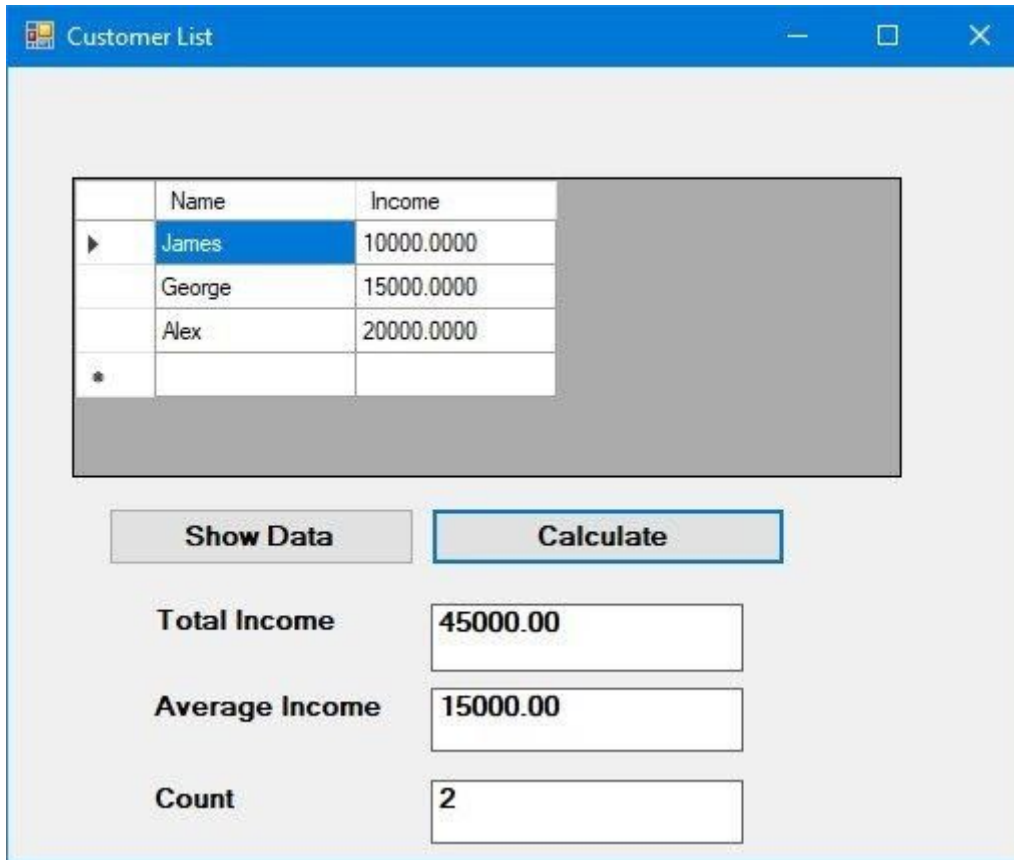 Customer List
Name Income
James 10000.0000
George 15000.0000
Alex 20000.0000
Show Data Calculate
Total Income 45000.00
Average Income 15000.00
Count 2